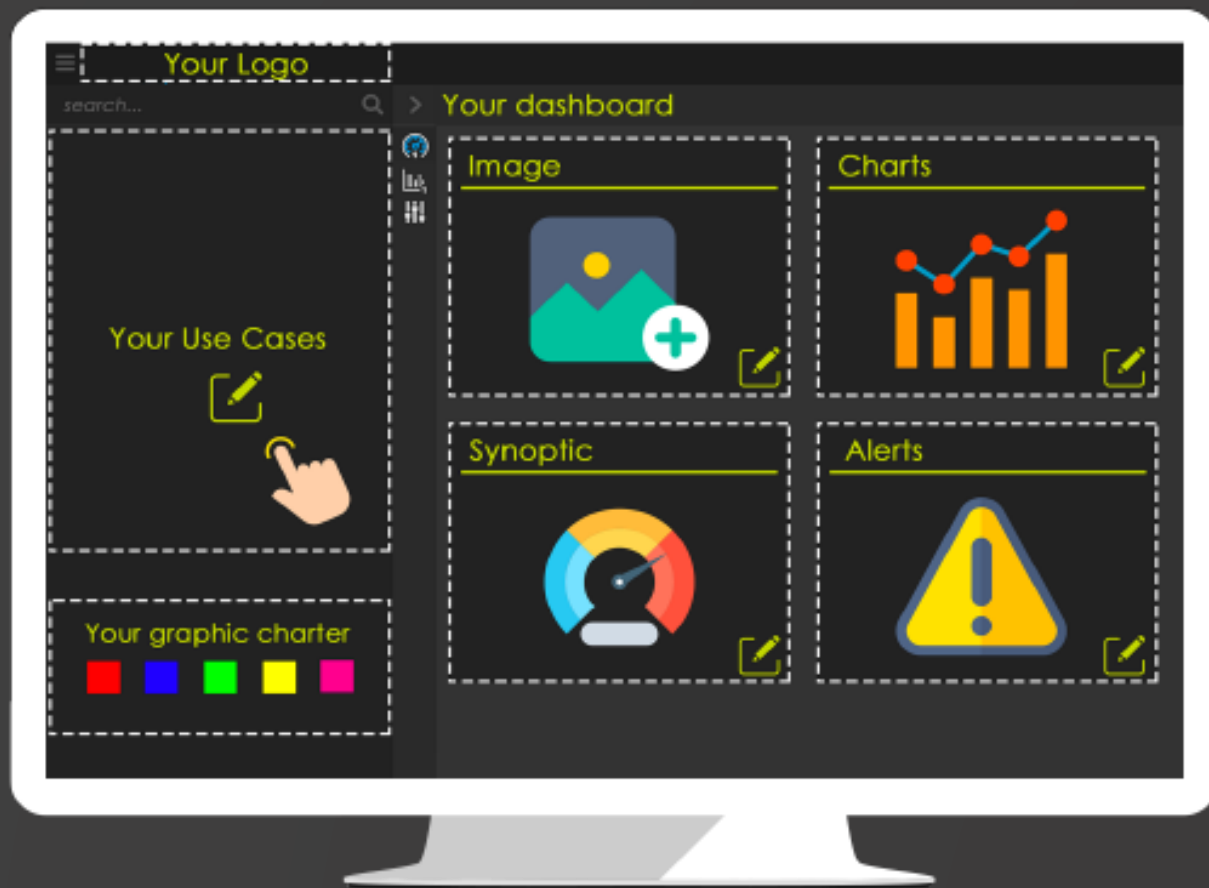 Your Logo
search...
Your dashboard
Image
Charts
Your Use Cases
Synoptic
Alerts
Your graphic charter